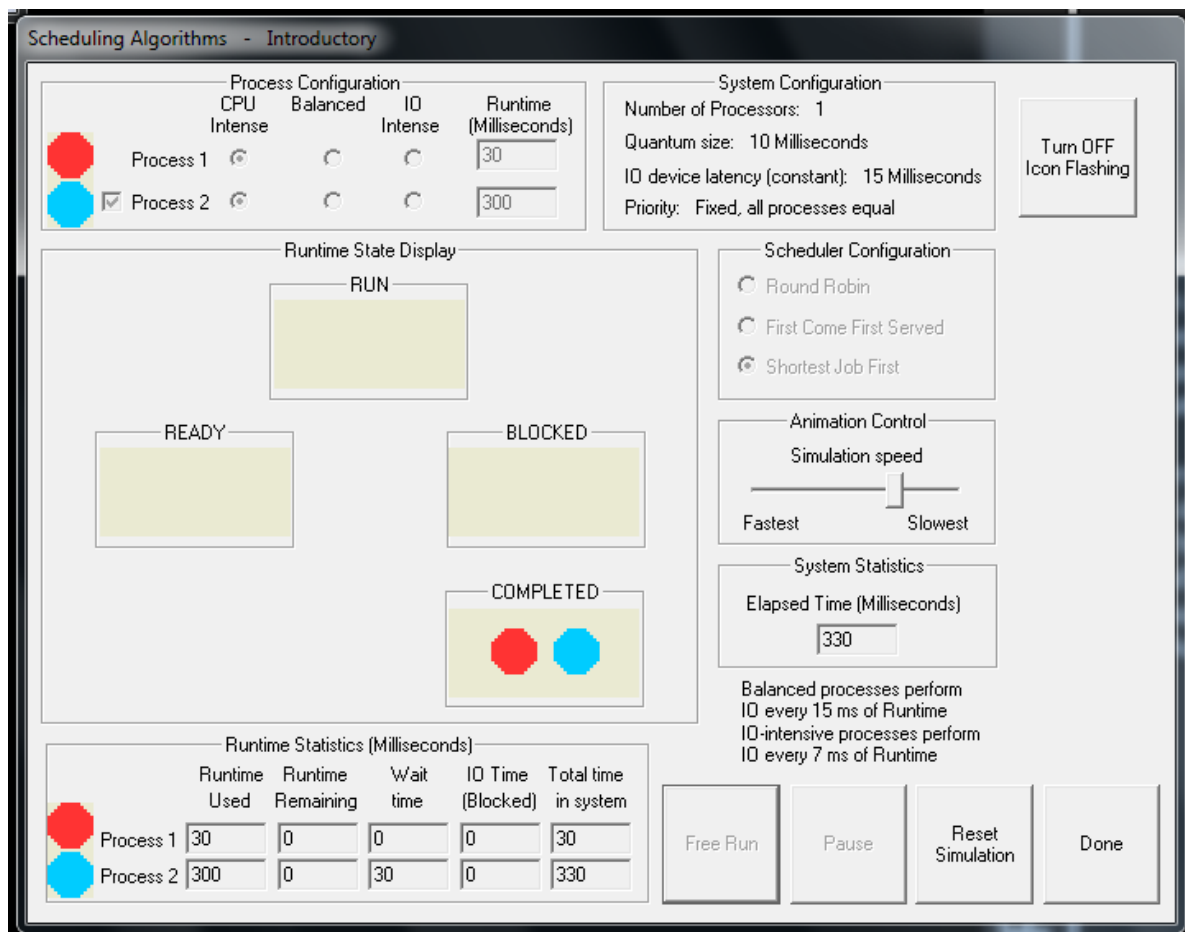 Scheduling Algorithms - Introductory
Process Configuration
CPU Intense Balanced IO Intense Runtime (Milliseconds)
Process 1 30
Process 2 300
System Configuration
Number of Processors: 1
Quantum size: 10 Milliseconds
IO device latency (constant): 15 Milliseconds
Priority: Fixed, all processes equal
Turn OFF
Icon Flashing
Runtime State Display
RUN
READY
BLOCKED
COMPLETED
Scheduler Configuration
Round Robin
First Come First Served
Shortest Job First
Animation Control
Simulation speed
Fastest Slowest
System Statistics
Elapsed Time (Milliseconds)
330
Balanced processes perform
IO every 15 ms of Runtime
IO-intensive processes perform
IO every 7 ms of Runtime
Runtime Statistics (Milliseconds)
Runtime Used Runtime Remaining Wait time IO Time (Blocked) Total time in system
Process 1 30 0 0 0 30
Process 2 300 0 30 0 330
Free Run
Pause
Reset
Simulation
Done